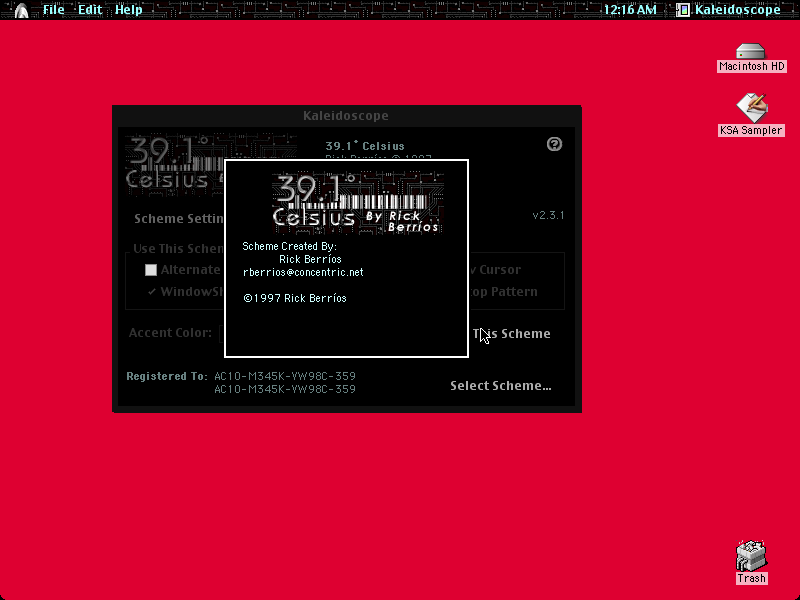 File Edit Help 12:16 AM Kaleidoscope
Macintosh HD
KSA Sampler
Kaleidoscope
39.1° Celsius
39.1°
Celsius
v2.3.1
Scheme Settin
Use This Schem
Alternate
Cursor
WindowSh
op Pattern
Accent Color:
This Scheme
Registered To: AC10-M345K-YW98C-359
AC10-M345K-YW98C-359
Select Scheme...
39.1°
Celsius By Rick
Berríos
Scheme Created By:
Rick Berríos
rberrios@concentric.net
©1997 Rick Berríos
Trash